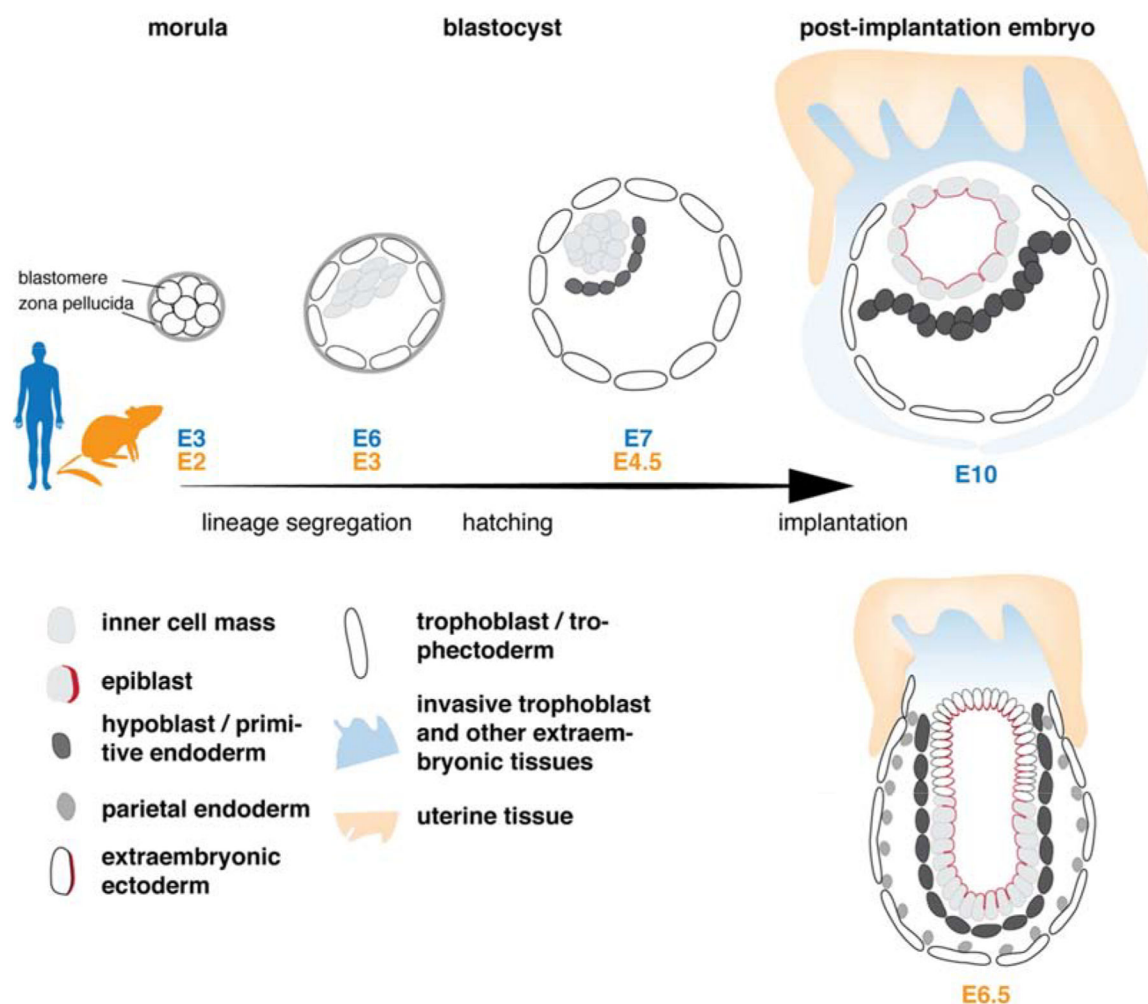 morula
blastocyst
post-implantation embryo
blastomere
zona pellucida
E3
E2
E6
E3
E7
E4.5
E10
lineage segregation
hatching
implantation
inner cell mass
epiblast
hypoblast / primi-
tive endoderm
parietal endoderm
extraembryonic
ectoderm
trophoblast / tro-
phectoderm
invasive trophoblast
and other extraem-
bryonic tissues
uterine tissue
E6.5